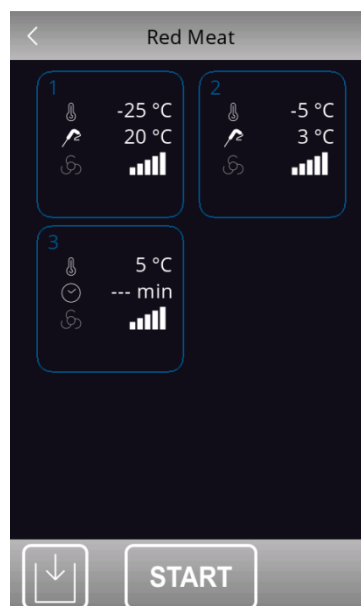 Red Meat
1
-25 °C
20 °C
2
-5 °C
3 °C
3
5 °C
--- min
START